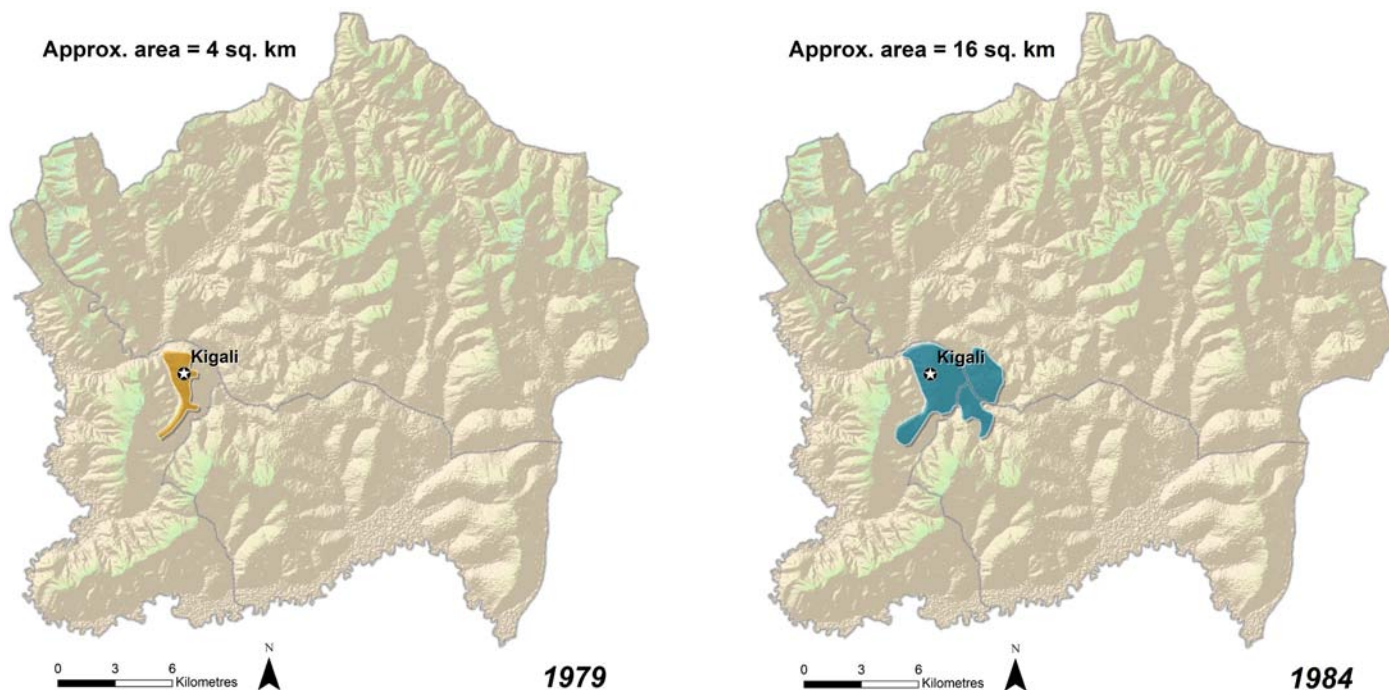 Approx. area = 4 sq. km
Kigali
0 3 6
Kilometres
N
1979
Approx. area = 16 sq. km
Kigali
0 3 6
Kilometres
N
1984